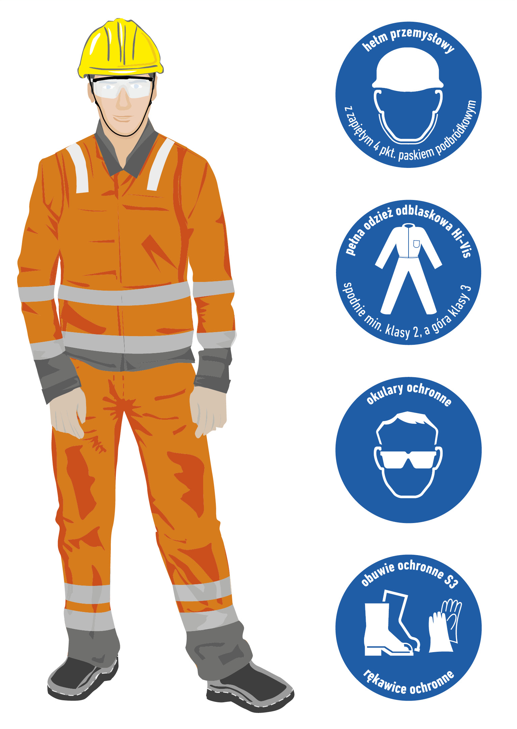 hełm przemysłowy
z zapiętym 4 pkt. paskiem podbródkowym
pełna odzież odblaskowa Hi-Vis
spodnie min. klasy 2, a góra klasy 3
okulary ochronne
obuwie ochronne S3
rękawice ochronne